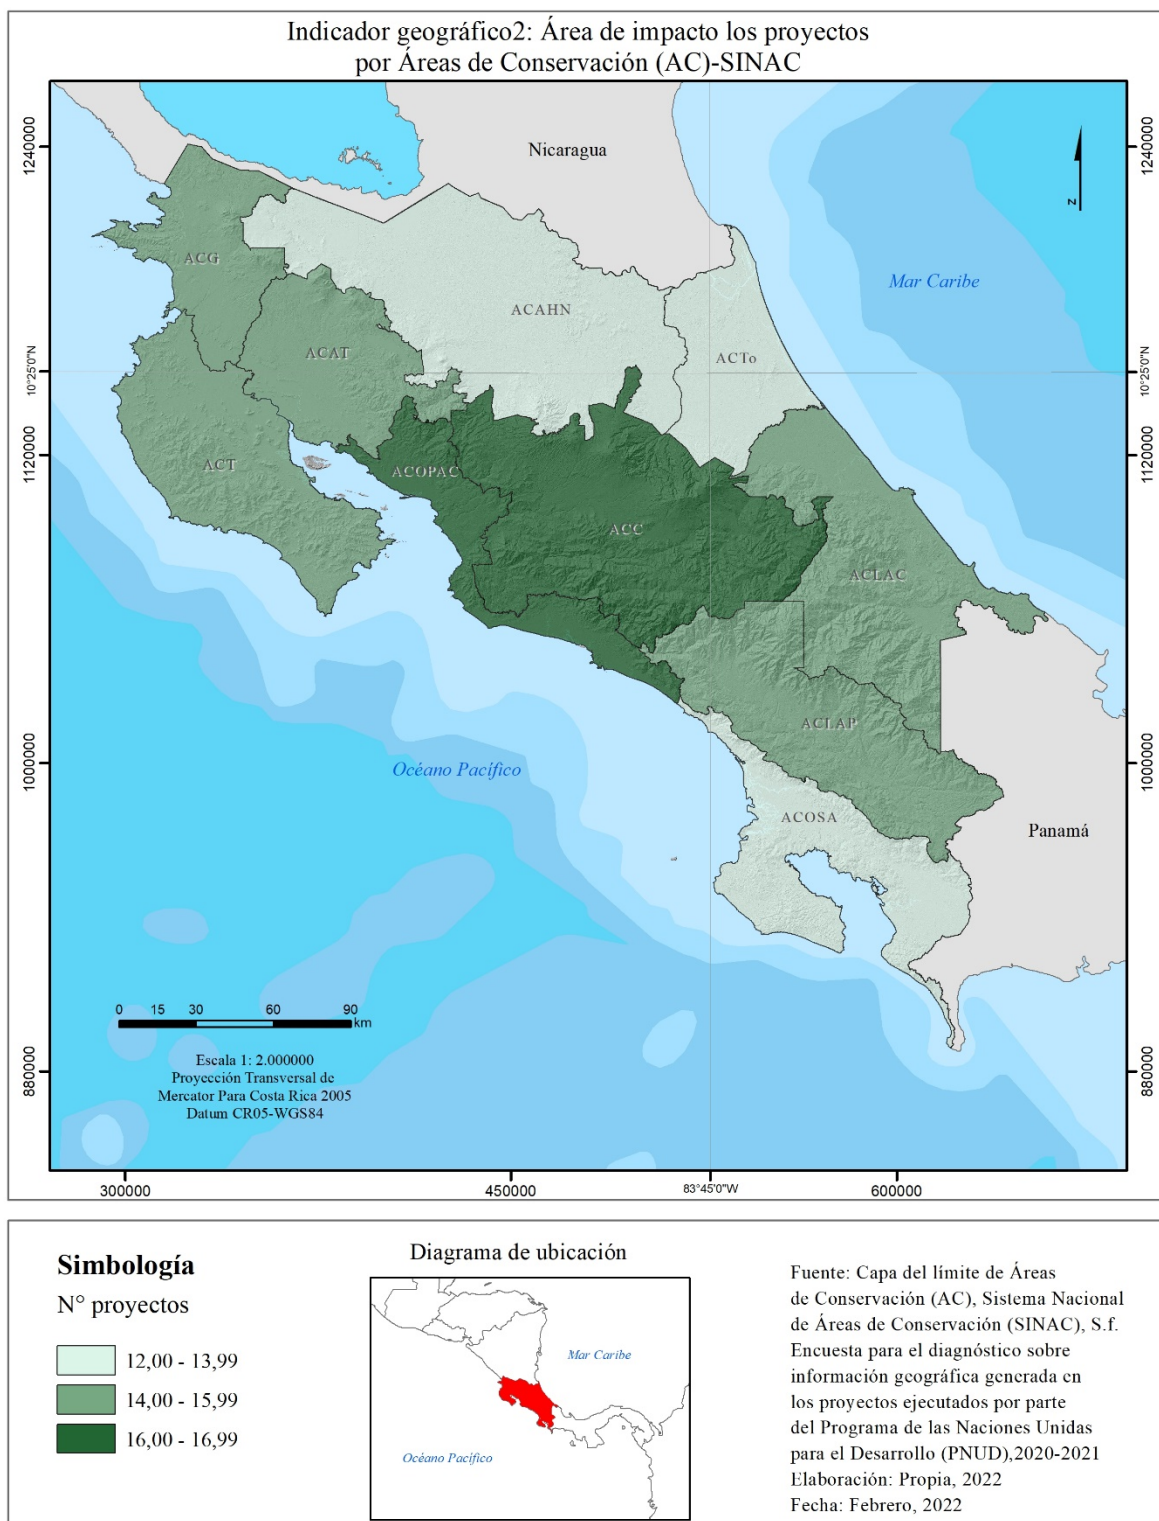 Indicador geográfico2: Área de impacto los proyectos
por Áreas de Conservación (AC)-SINAC
1240000
1240000
Nicaragua
N
Mar Caribe
ACG
ACAHN
ACAT
ACTo
10°25'0"N
10°25'0"N
1120000
1120000
ACT
ACOPAC
ACC
ACLAC
ACLAP
1000000
1000000
Océano Pacífico
ACOSA
Panamá
0 15 30 60 90
km
Escala 1: 2.000000
Proyección Transversal de
Mercator Para Costa Rica 2005
Datum CR05-WGS84
880000
880000
300000
450000
83°45'0"W
600000
Simbología
N° proyectos
12,00 - 13,99
14,00 - 15,99
16,00 - 16,99
Diagrama de ubicación
Mar Caribe
Océano Pacífico
Fuente: Capa del límite de Áreas
de Conservación (AC), Sistema Nacional
de Áreas de Conservación (SINAC), S.f.
Encuesta para el diagnóstico sobre
información geográfica generada en
los proyectos ejecutados por parte
del Programa de las Naciones Unidas
para el Desarrollo (PNUD),2020-2021
Elaboración: Propia, 2022
Fecha: Febrero, 2022